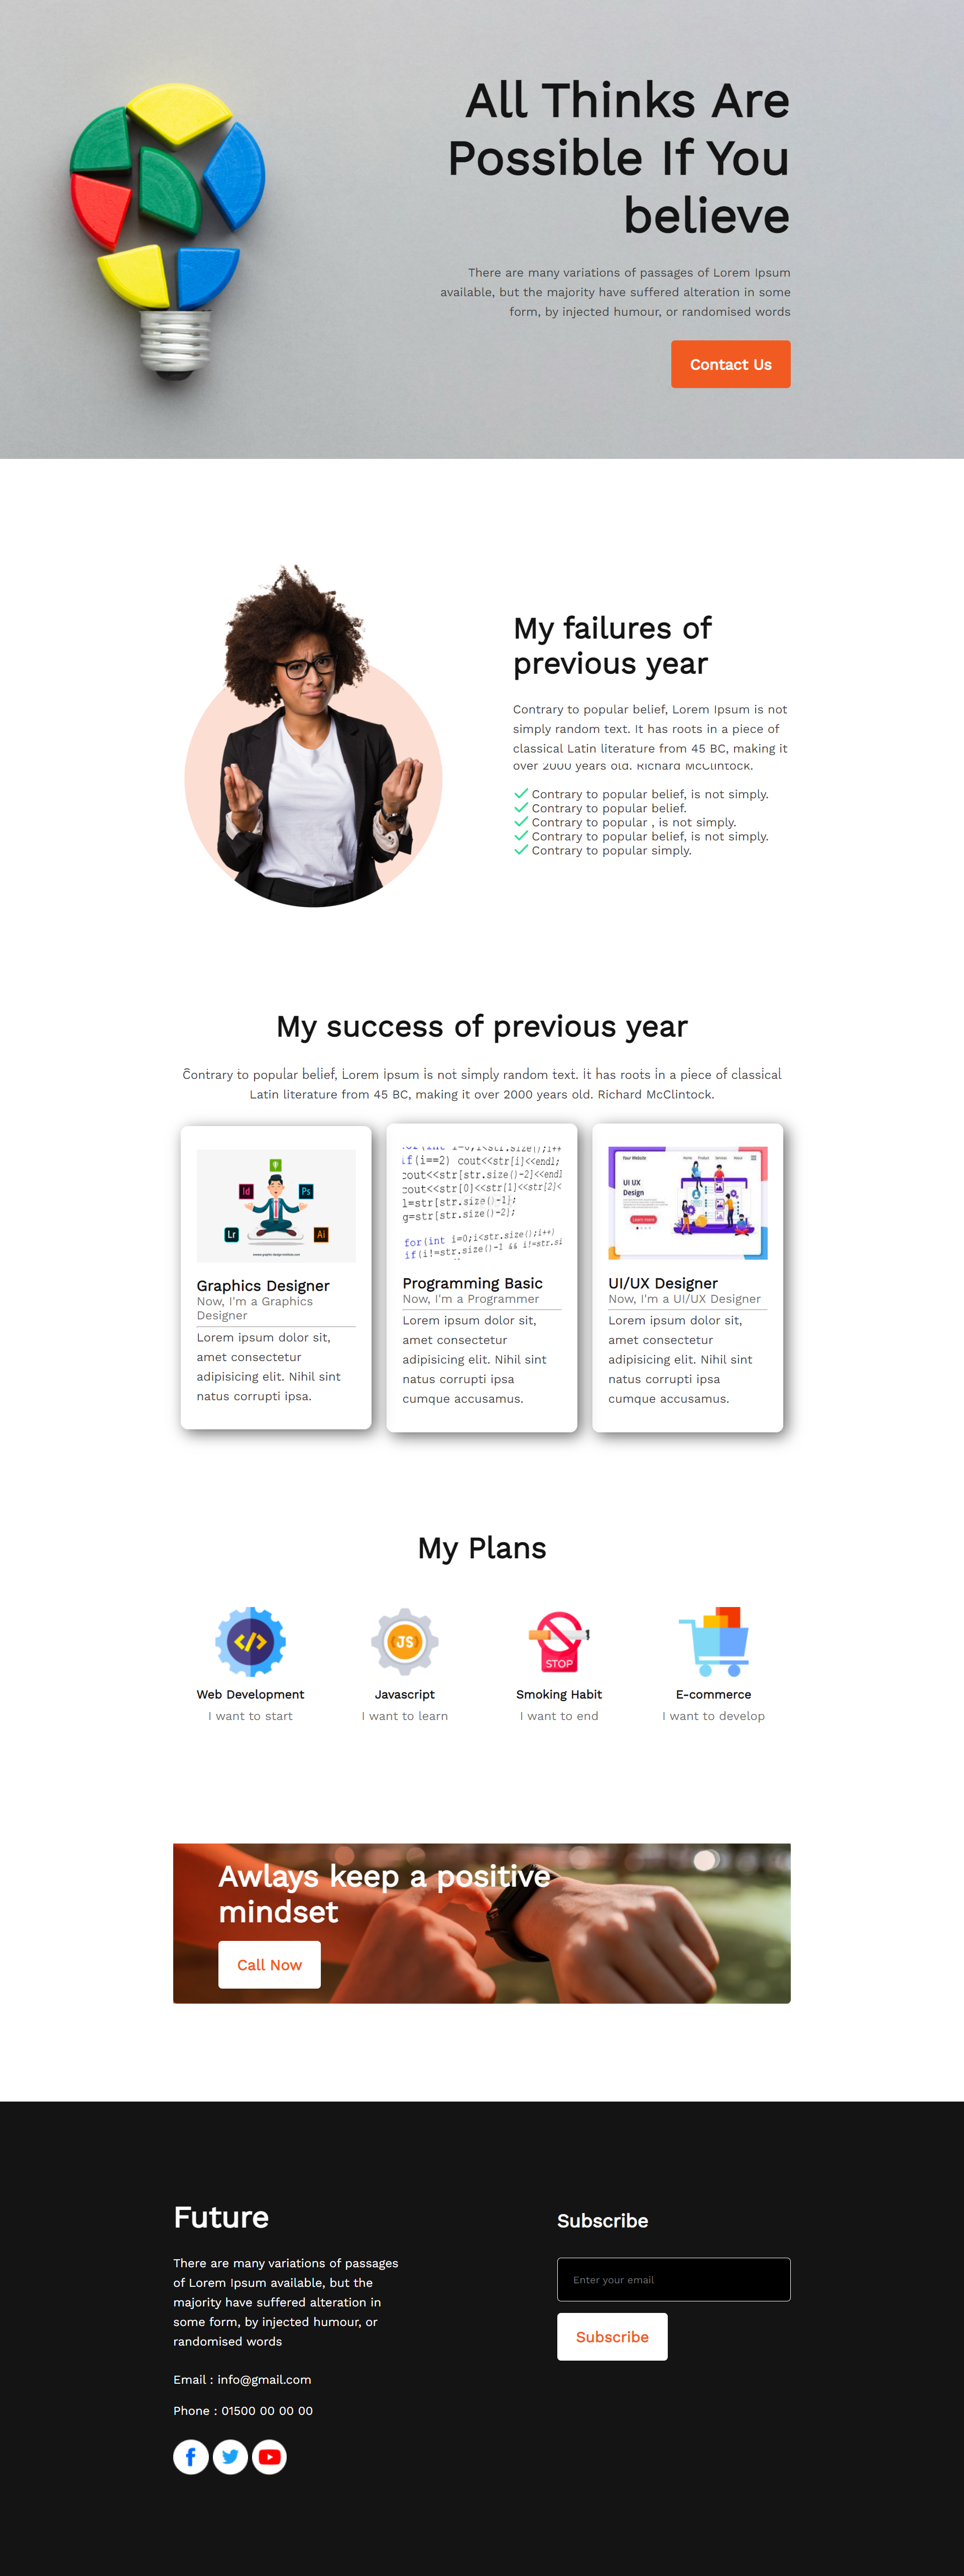 All Thinks Are
Possible If You
believe
There are many variations of passages of Lorem Ipsum
available, but the majority have suffered alteration in some
form, by injected humour, or randomised words
Contact Us
My failures of
previous year
Contrary to popular belief, Lorem Ipsum is not
simply random text. It has roots in a piece of
classical Latin literature from 45 BC, making it
over 2000 years old. Richard McClintock.
Contrary to popular belief, is not simply.
Contrary to popular belief.
Contrary to popular , is not simply.
Contrary to popular belief, is not simply.
Contrary to popular simply.
My success of previous year
Contrary to popular belief, Lorem Ipsum is not simply random text. It has roots in a piece of classical
Latin literature from 45 BC, making it over 2000 years old. Richard McClintock.
Id
Ps
Lr
Ai
Graphics Designer
Now, I'm a Graphics
Designer
Lorem ipsum dolor sit,
amet consectetur
adipisicing elit. Nihil sint
natus corrupti ipsa.
for(int i=0;i<str.size();i++
if(i==2) cout<<str[i]<<endl;
cout<<str[str.size()-2]<<endl
cout<<str[0]<<str[1]<<str[2]<
l=str[str.size()-1];
g=str[str.size()-2];
for(int i=0;i<str.size();i++)
if(i!=str.size()-1 && i!=str.si
Programming Basic
Now, I'm a Programmer
Lorem ipsum dolor sit,
amet consectetur
adipisicing elit. Nihil sint
natus corrupti ipsa
cumque accusamus.
Your Website
Home Product Services About
UI UX
Design
Learn more
UI/UX Designer
Now, I'm a UI/UX Designer
Lorem ipsum dolor sit,
amet consectetur
adipisicing elit. Nihil sint
natus corrupti ipsa
cumque accusamus.
My Plans
</>
Web Development
I want to start
{JS}
Javascript
I want to learn
STOP
Smoking Habit
I want to end
E-commerce
I want to develop
Awlays keep a positive
mindset
Call Now
Future
There are many variations of passages
of Lorem Ipsum available, but the
majority have suffered alteration in
some form, by injected humour, or
randomised words
Email : info@gmail.com
Phone : 01500 00 00 00
Subscribe
Enter your email
Subscribe